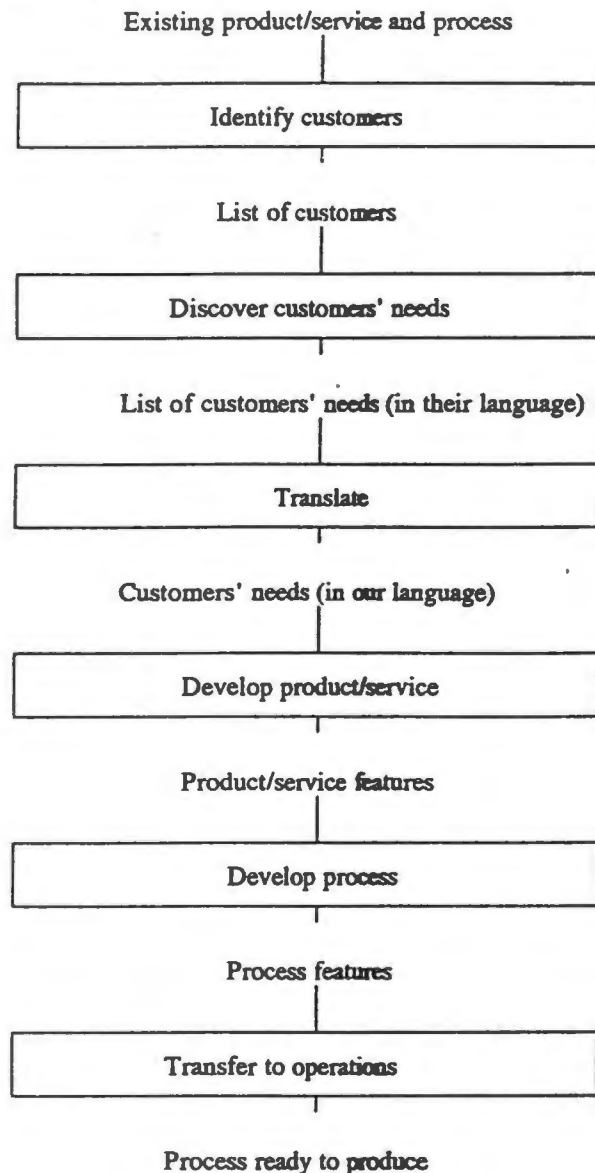 Existing product/service and process
Identify customers
List of customers
Discover customers' needs
List of customers' needs (in their language)
Translate
Customers' needs (in our language)
Develop product/service
Product/service features
Develop process
Process features
Transfer to operations
Process ready to produce